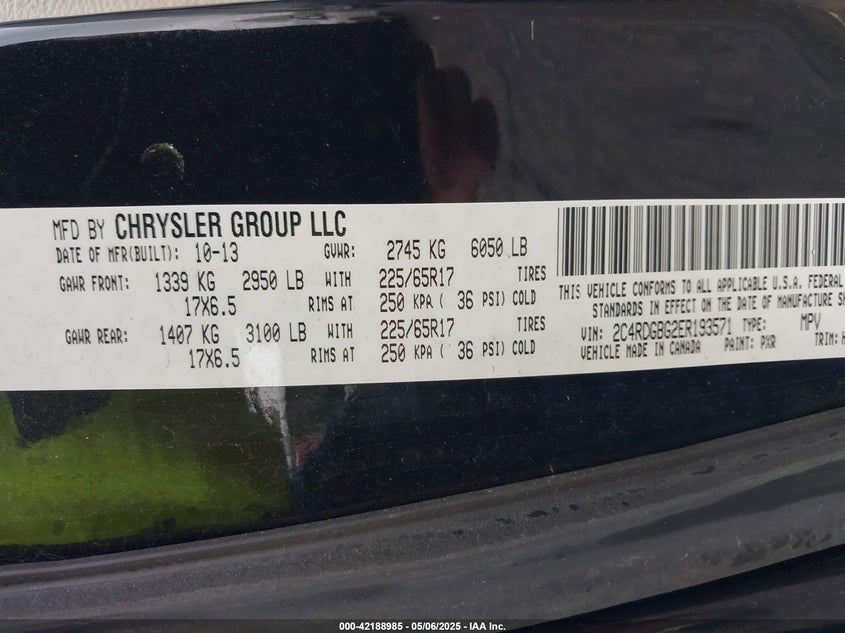 MFD BY CHRYSLER GROUP LLC
DATE OF MFR(BUILT): 10-13 GVWR: 2745 KG 6050 LB
GAWR FRONT: 1339 KG 2950 LB WITH 225/65R17 TIRES
17X6.5 RIMS AT 250 KPA ( 36 PSI) COLD
GAWR REAR: 1407 KG 3100 LB WITH 225/65R17 TIRES
17X6.5 RIMS AT 250 KPA ( 36 PSI) COLD
THIS VEHICLE CONFORMS TO ALL APPLICABLE U.S.A. FEDERAL
STANDARDS IN EFFECT ON THE DATE OF MANUFACTURE
VIN: 2C4RDGBG2ER193571 TYPE: MPV
VEHICLE MADE IN CANADA PAINT: PXR TRIM:
000-42188985 - 05/06/2025 - IAA Inc.